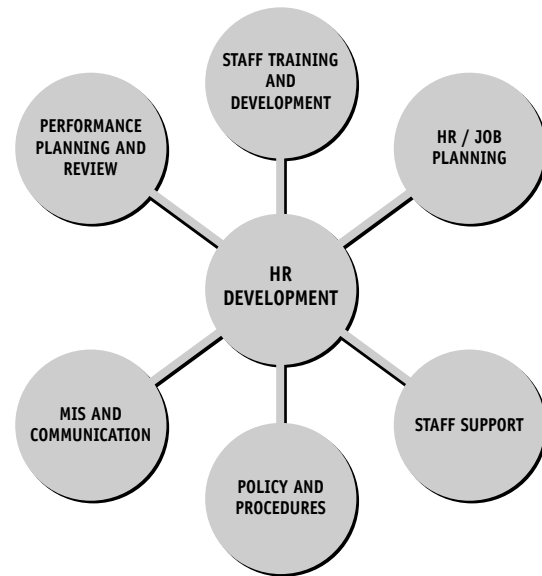 STAFF TRAINING
AND
DEVELOPMENT
PERFORMANCE
PLANNING AND
REVIEW
HR / JOB
PLANNING
HR
DEVELOPMENT
MIS AND
COMMUNICATION
STAFF SUPPORT
POLICY AND
PROCEDURES